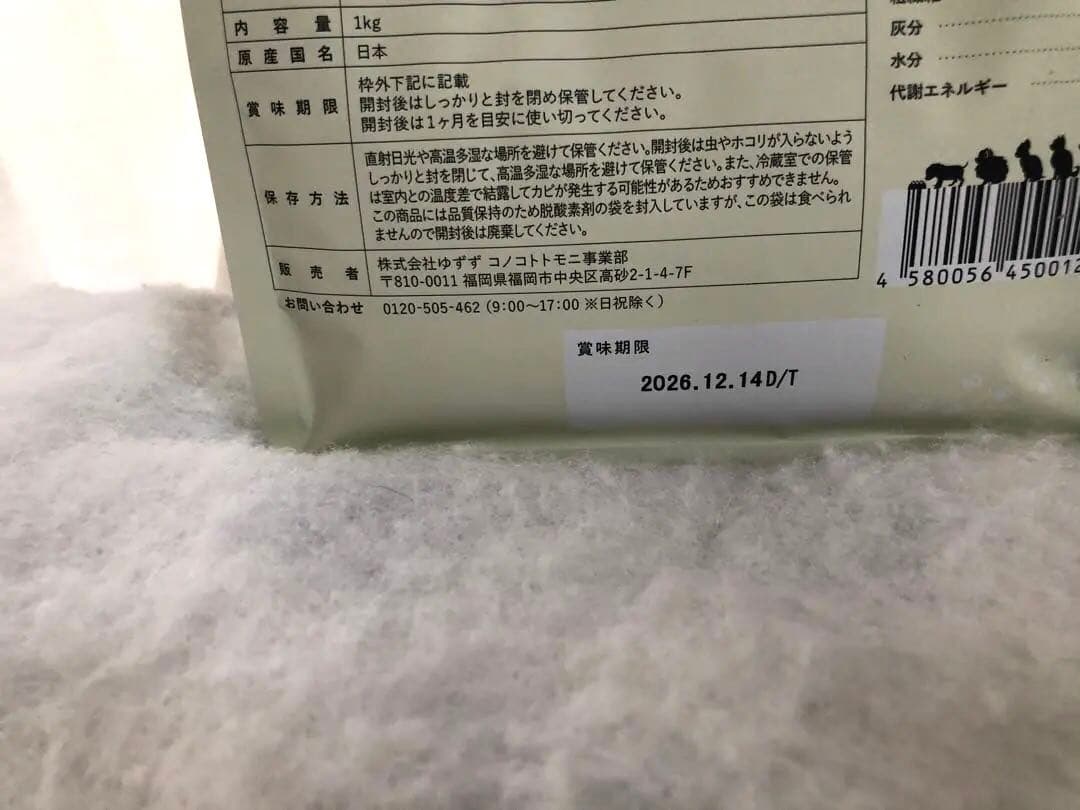 内容量 1kg
原産国名 日本
賞味期限 枠外下記に記載
開封後はしっかりと封を閉め保管してください。
開封後は1ヶ月を目安に使い切ってください。
保存方法 直射日光や高温多湿な場所を避けて保管ください。開封後は虫やホコリが入らないよう
しっかりと封を閉じて、高温多湿な場所を避けて保管ください。また、冷蔵室での保管
は室内との温度差で結露してカビが発生する可能性があるためおすすめできません。
この商品には品質保持のため脱酸素剤の袋を封入していますが、この袋は食べられ
ませんので開封後は廃棄してください。
販売者 株式会社ゆずず コノコトトモニ事業部
〒810-0011 福岡県福岡市中央区高砂2-1-4-7F
お問い合わせ 0120-505-462（9:00〜17:00 ※日祝除く）
賞味期限
2026.12.14D/T
灰分
水分
代謝エネルギー
4 580056 450012